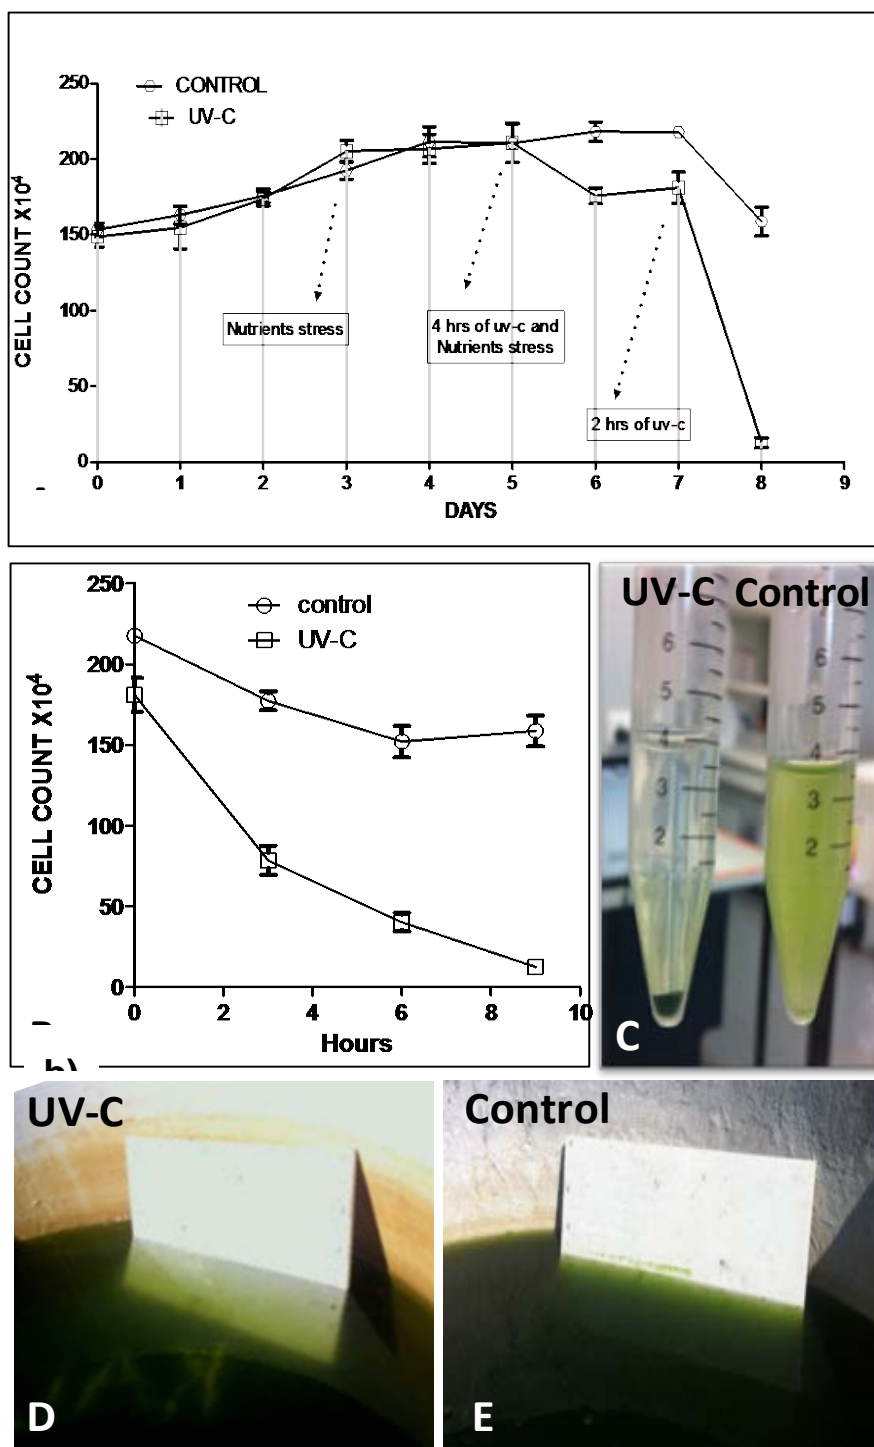 250
200
150
100
50
0
CELL COUNT X10⁴
CONTROL
UV-C
Nutrients stress
4 hrs of uv-c and
Nutrients stress
2 hrs of uv-c
0 1 2 3 4 5 6 7 8 9
DAYS
250
200
150
100
50
0
CELL COUNT X10⁴
control
UV-C
0 2 4 6 8 10
Hours
b)
UV-C Control
6
5
4
3
2
6
5
4
3
2
C
UV-C
D
Control
E